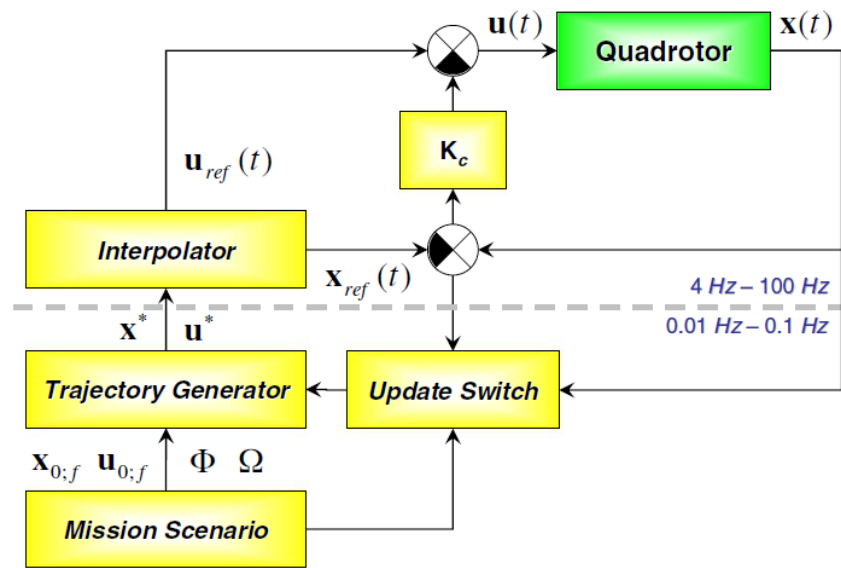 u(t)
Quadrotor
x(t)
K_c
u_ref (t)
Interpolator
x_ref (t)
4 Hz – 100 Hz
0.01 Hz – 0.1 Hz
x* u*
Trajectory Generator
Update Switch
x_0;f u_0;f Φ Ω
Mission Scenario